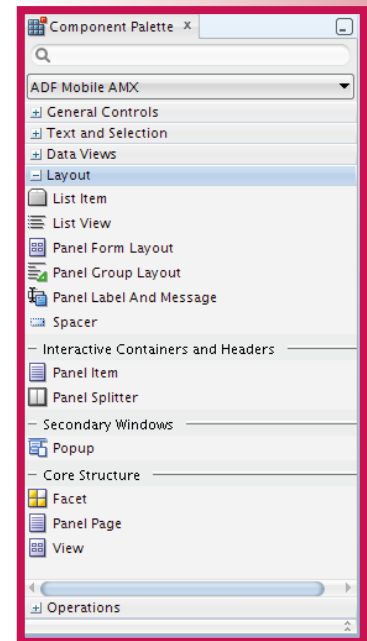 Component Palette
ADF Mobile AMX
General Controls
Text and Selection
Data Views
Layout
List Item
List View
Panel Form Layout
Panel Group Layout
Panel Label And Message
Spacer
Interactive Containers and Headers
Panel Item
Panel Splitter
Secondary Windows
Popup
Core Structure
Facet
Panel Page
View
Operations